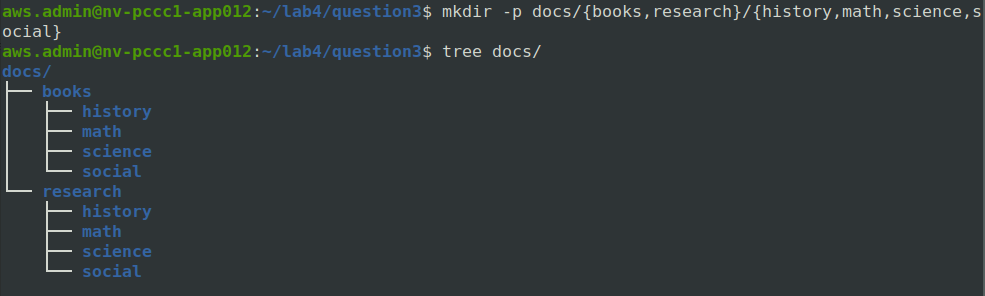 aws.admin@nv-pccc1-app012:~/lab4/question3$ mkdir -p docs/{books,research}/{history,math,science,s
ocial}
aws.admin@nv-pccc1-app012:~/lab4/question3$ tree docs/
docs/
├── books
│   ├── history
│   ├── math
│   ├── science
│   └── social
└── research
    ├── history
    ├── math
    ├── science
    └── social